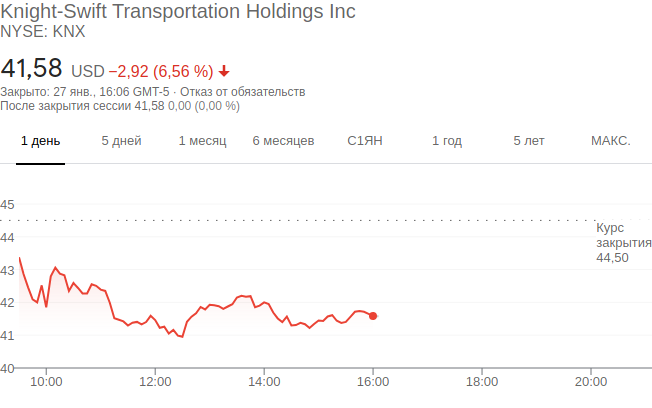 Knight-Swift Transportation Holdings Inc
NYSE: KNX
41,58 USD −2,92 (6,56 %)
Закрыто: 27 янв., 16:06 GMT-5 · Отказ от обязательств
После закрытия сессии 41,58 0,00 (0,00 %)
1 день 5 дней 1 месяц 6 месяцев С1ЯН 1 год 5 лет МАКС.
45
44
43
42
41
40
Курс
закрытия
44,50
10:00 12:00 14:00 16:00 18:00 20:00